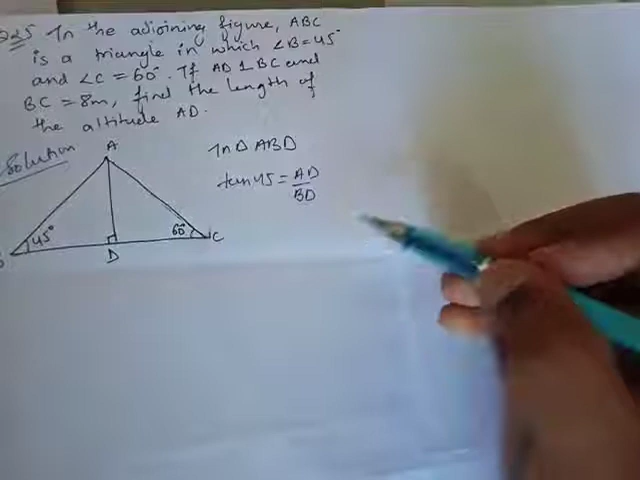 Q25 In the adjoining figure, ABC
is a triangle in which ∠B=45°
and ∠C = 60°. If AD ⊥ BC and
BC = 8m, find the length of
the altitude AD.
Solution
A
45°
60°
C
D
In Δ ABD
tan 45 = AD
BD